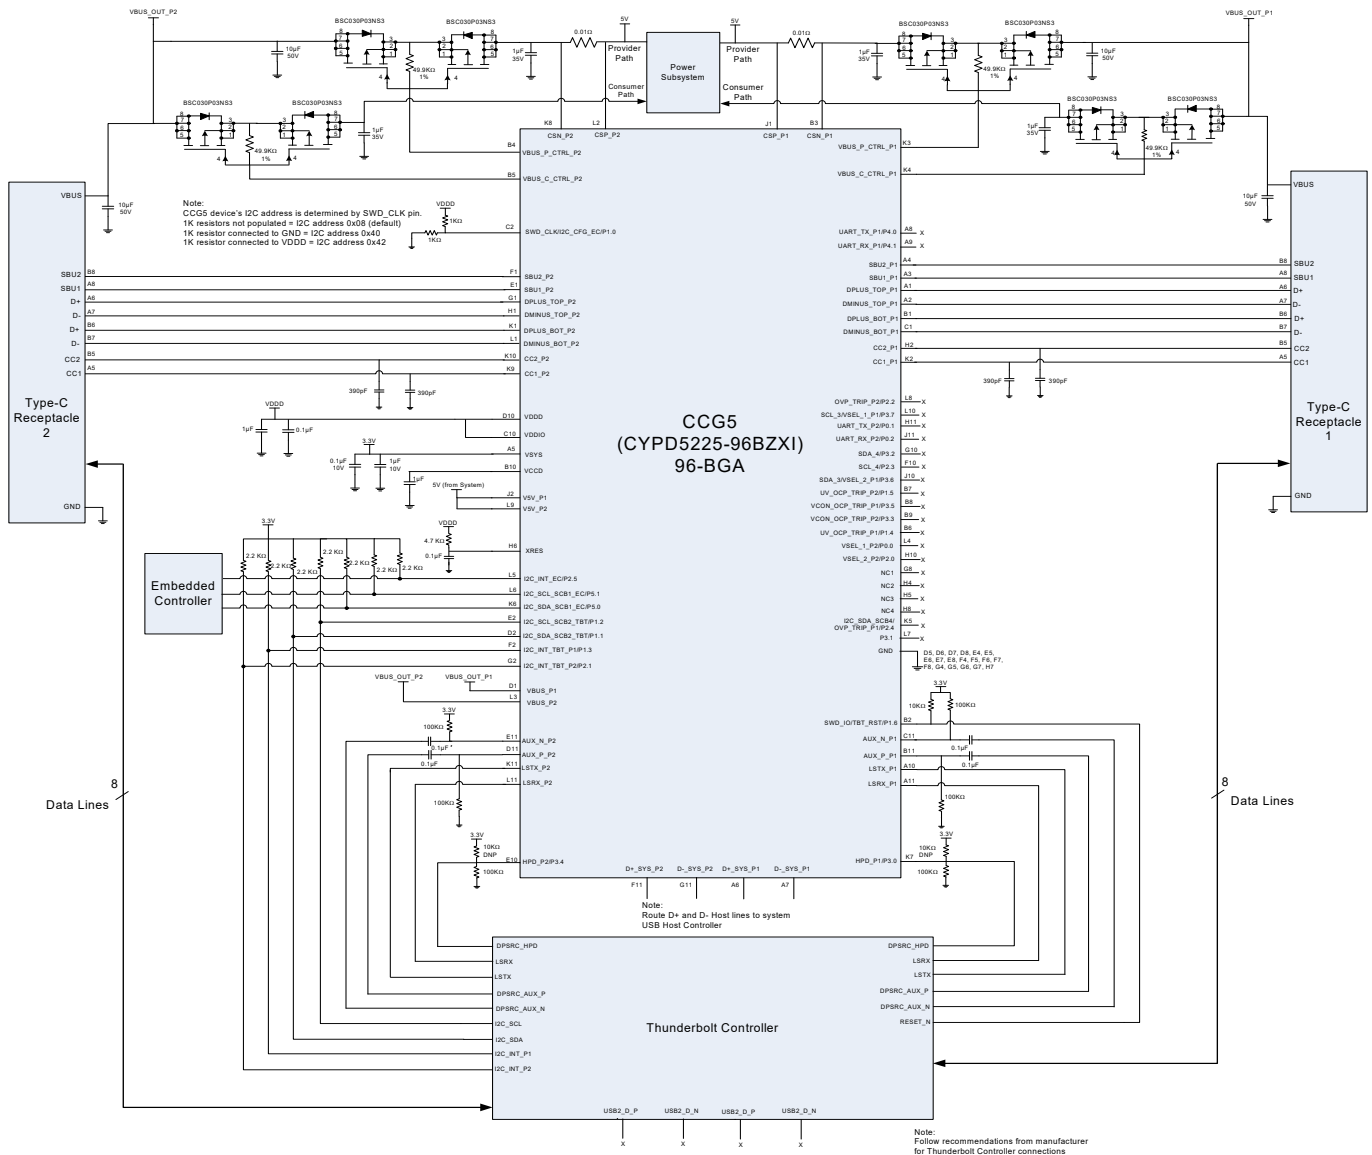 VBUS_OUT_P2
BSC030P03NS3
BSC030P03NS3
0.01Ω
5V
5V
0.01Ω
BSC030P03NS3
BSC030P03NS3
VBUS_OUT_P1
10µF
50V
49.9KΩ
1%
1µF
35V
Provider
Path
Power
Subsystem
Provider
Path
1µF
35V
49.9KΩ
1%
10µF
50V
Consumer
Path
Consumer
Path
BSC030P03NS3
BSC030P03NS3
49.9KΩ
1%
1µF
35V
BSC030P03NS3
BSC030P03NS3
1µF
35V
49.9KΩ
1%
K8
L2
J1
B3
CSN_P2
CSP_P2
CSP_P1
CSN_P1
B4
VBUS_P_CTRL_P2
VBUS_P_CTRL_P1
K3
B5
VBUS_C_CTRL_P2
VBUS_C_CTRL_P1
K4
VBUS
10µF
50V
10µF
50V
VBUS
Note:
CCG5 device's I2C address is determined by SWD_CLK pin.
1K resistors not populated = I2C address 0x08 (default)
1K resistor connected to GND = I2C address 0x40
1K resistor connected to VDDD = I2C address 0x42
VDDD
1KΩ
1KΩ
C2
SWD_CLK/I2C_CFG_EC/P1.0
UART_TX_P1/P4.0
A8
X
UART_RX_P1/P4.1
A9
X
SBU2
B8
F1
SBU2_P2
SBU2_P1
A4
B8
SBU2
SBU1
A8
E1
SBU1_P2
SBU1_P1
A3
A8
SBU1
D+
A6
G1
DPLUS_TOP_P2
DPLUS_TOP_P1
A1
A6
D+
D-
A7
H1
DMINUS_TOP_P2
DMINUS_TOP_P1
A2
A7
D-
D+
B6
K1
DPLUS_BOT_P2
DPLUS_BOT_P1
B1
B6
D+
D-
B7
L1
DMINUS_BOT_P2
DMINUS_BOT_P1
C1
B7
D-
CC2
B5
K10
CC2_P2
CC2_P1
H2
B5
CC2
CC1
A5
K9
CC1_P2
CC1_P1
K2
A5
CC1
390pF
390pF
390pF
390pF
Type-C
Receptacle
2
Type-C
Receptacle
1
CCG5
(CYPD5225-96BZXI)
96-BGA
VDDD
1µF
0.1µF
D10
VDDD
C10
VDDIO
3.3V
0.1µF
10V
1µF
10V
A5
VSYS
B10
VCCD
1µF
5V (from System)
J2
V5V_P1
L9
V5V_P2
OVP_TRIP_P2/P2.2
L8
X
SCL_3/VSEL_1_P1/P3.7
L10
X
UART_TX_P2/P0.1
H11
X
UART_RX_P2/P0.2
J11
X
SDA_4/P3.2
G10
X
SCL_4/P2.3
F10
X
SDA_3/VSEL_2_P1/P3.6
J10
X
UV_OCP_TRIP_P2/P1.5
B7
X
VCON_OCP_TRIP_P1/P3.5
B8
X
VCON_OCP_TRIP_P2/P3.3
B9
X
UV_OCP_TRIP_P1/P1.4
B6
X
VSEL_1_P2/P0.0
L4
X
VSEL_2_P2/P2.0
H10
X
NC1
G8
X
NC2
H4
X
NC3
H5
X
NC4
H8
X
I2C_SDA_SCB4/
OVP_TRIP_P1/P2.4
K5
X
P3.1
L7
X
GND
D5, D6, D7, D8, E4, E5,
E6, E7, E8, F4, F5, F6, F7,
F8, G4, G5, G6, G7, H7
GND
GND
VDDD
4.7 KΩ
0.1µF
H6
XRES
3.3V
2.2 KΩ
2.2 KΩ
2.2 KΩ
2.2 KΩ
2.2 KΩ
2.2 KΩ
2.2 KΩ
Embedded
Controller
L5
I2C_INT_EC/P2.5
L6
I2C_SCL_SCB1_EC/P5.1
K6
I2C_SDA_SCB1_EC/P5.0
E2
I2C_SCL_SCB2_TBT/P1.2
D2
I2C_SDA_SCB2_TBT/P1.1
F2
I2C_INT_TBT_P1/P1.3
G2
I2C_INT_TBT_P2/P2.1
VBUS_OUT_P2
VBUS_OUT_P1
D1
VBUS_P1
L3
VBUS_P2
3.3V
100KΩ
0.1µF
0.1µF
100KΩ
E11
AUX_N_P2
D11
AUX_P_P2
K11
LSTX_P2
L11
LSRX_P2
3.3V
10KΩ
100KΩ
SWD_IO/TBT_RST/P1.6
B2
AUX_N_P1
C11
AUX_P_P1
B11
LSTX_P1
A10
LSRX_P1
A11
0.1µF
0.1µF
100KΩ
8
Data Lines
8
Data Lines
3.3V
10KΩ
DNP
100KΩ
E10
HPD_P2/P3.4
HPD_P1/P3.0
K7
3.3V
10KΩ
DNP
100KΩ
D+_SYS_P2
D-_SYS_P2
D+_SYS_P1
D-_SYS_P1
F11
G11
A6
A7
Note:
Route D+ and D- Host lines to system
USB Host Controller
DPSRC_HPD
LSRX
LSTX
DPSRC_AUX_P
DPSRC_AUX_N
I2C_SCL
I2C_SDA
I2C_INT_P1
I2C_INT_P2
Thunderbolt Controller
DPSRC_HPD
LSRX
LSTX
DPSRC_AUX_P
DPSRC_AUX_N
RESET_N
USB2_D_P
USB2_D_N
USB2_D_P
USB2_D_N
X
X
X
X
Note:
Follow recommendations from manufacturer
for Thunderbolt Controller connections